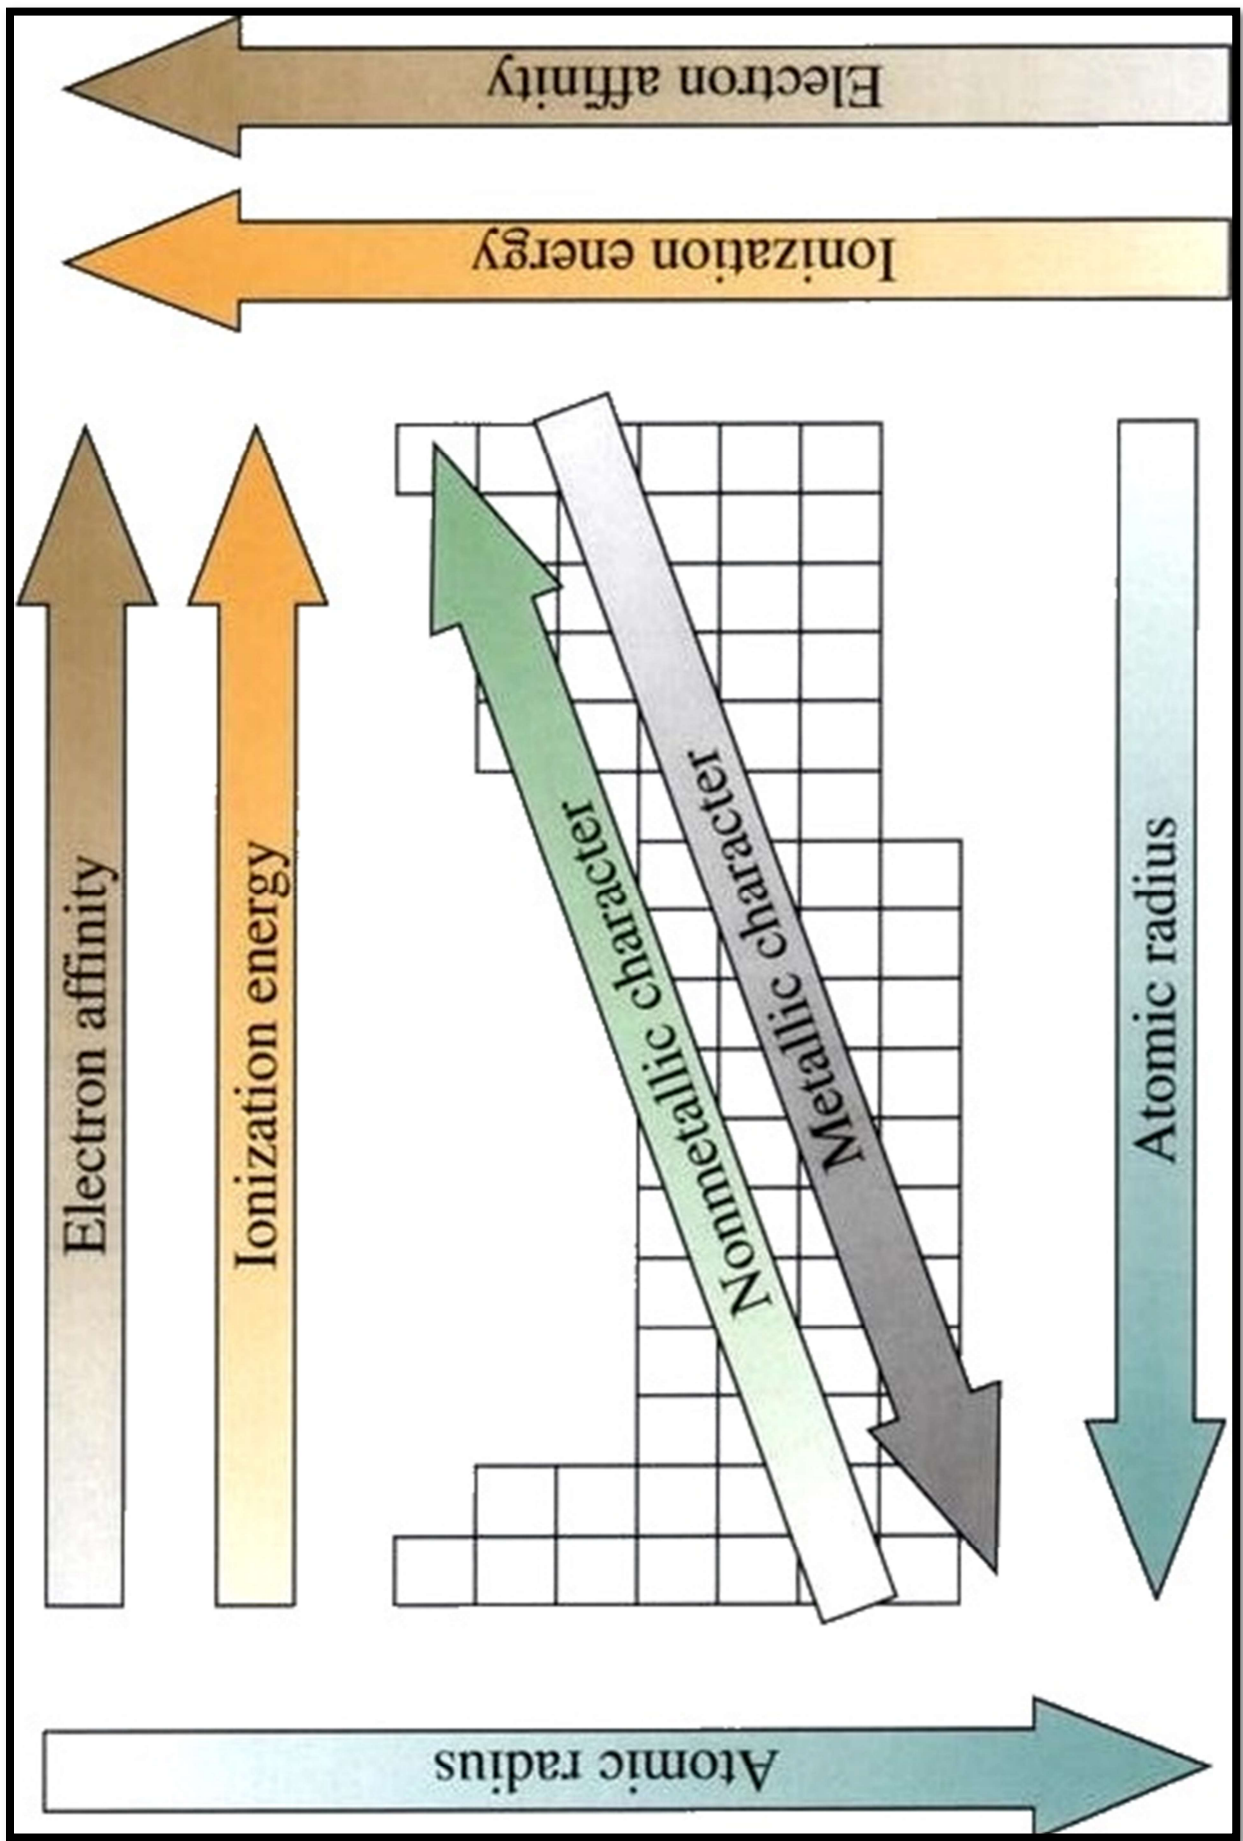 Electron affinity
Ionization energy
Atomic radius
Nonmetallic character
Metallic character
Ionization energy
Electron affinity
Atomic radius